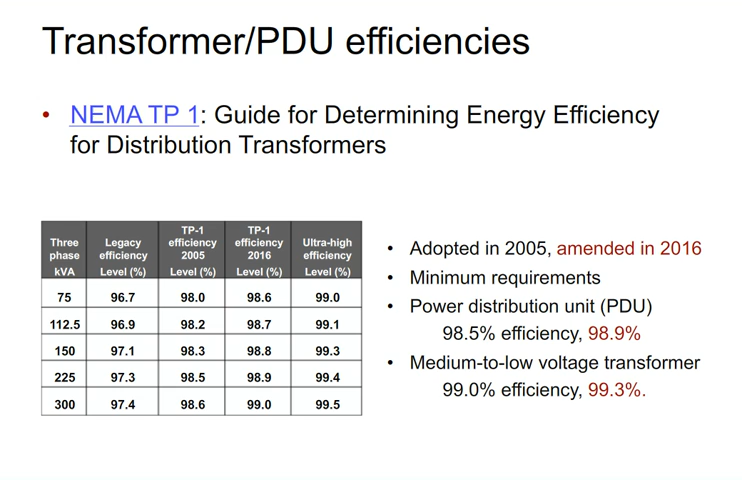 Transformer/PDU efficiencies
• NEMA TP 1: Guide for Determining Energy Efficiency
for Distribution Transformers
Three phase kVA | Legacy efficiency Level (%) | TP-1 efficiency 2005 Level (%) | TP-1 efficiency 2016 Level (%) | Ultra-high efficiency Level (%)
75 | 96.7 | 98.0 | 98.6 | 99.0
112.5 | 96.9 | 98.2 | 98.7 | 99.1
150 | 97.1 | 98.3 | 98.8 | 99.3
225 | 97.3 | 98.5 | 98.9 | 99.4
300 | 97.4 | 98.6 | 99.0 | 99.5
• Adopted in 2005, amended in 2016
• Minimum requirements
• Power distribution unit (PDU)
98.5% efficiency, 98.9%
• Medium-to-low voltage transformer
99.0% efficiency, 99.3%.